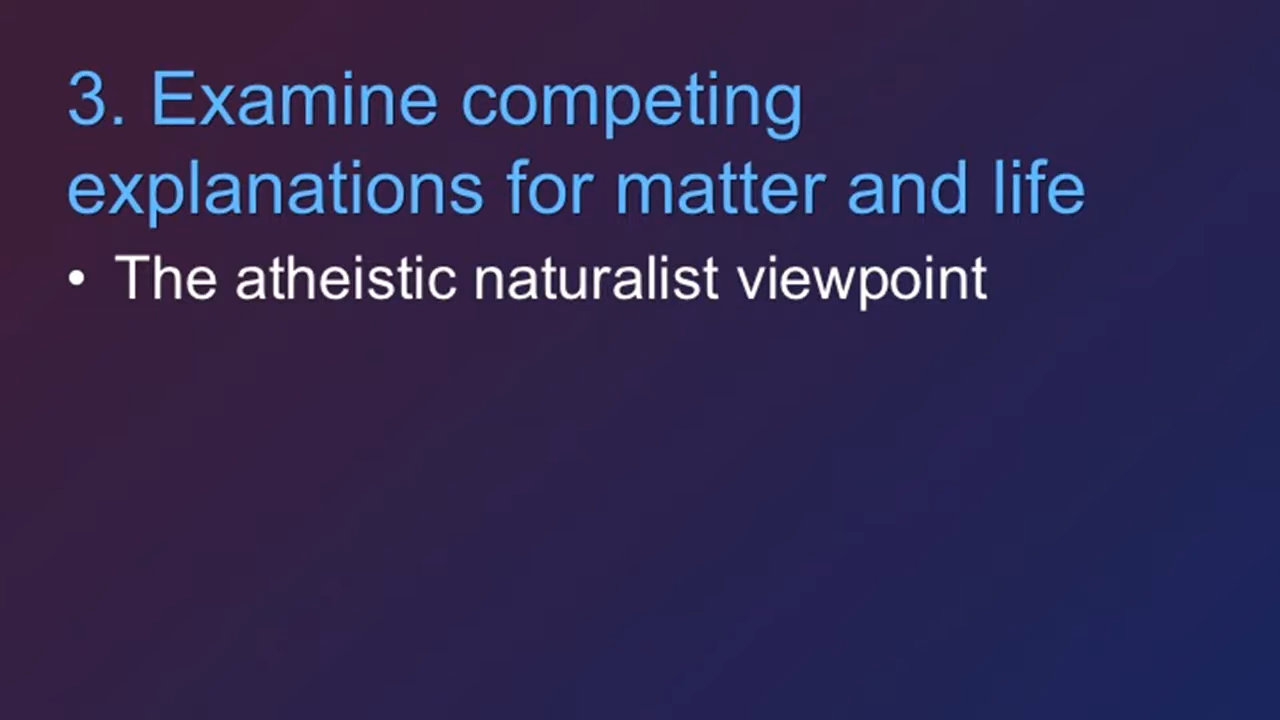 3. Examine competing
explanations for matter and life
• The atheistic naturalist viewpoint